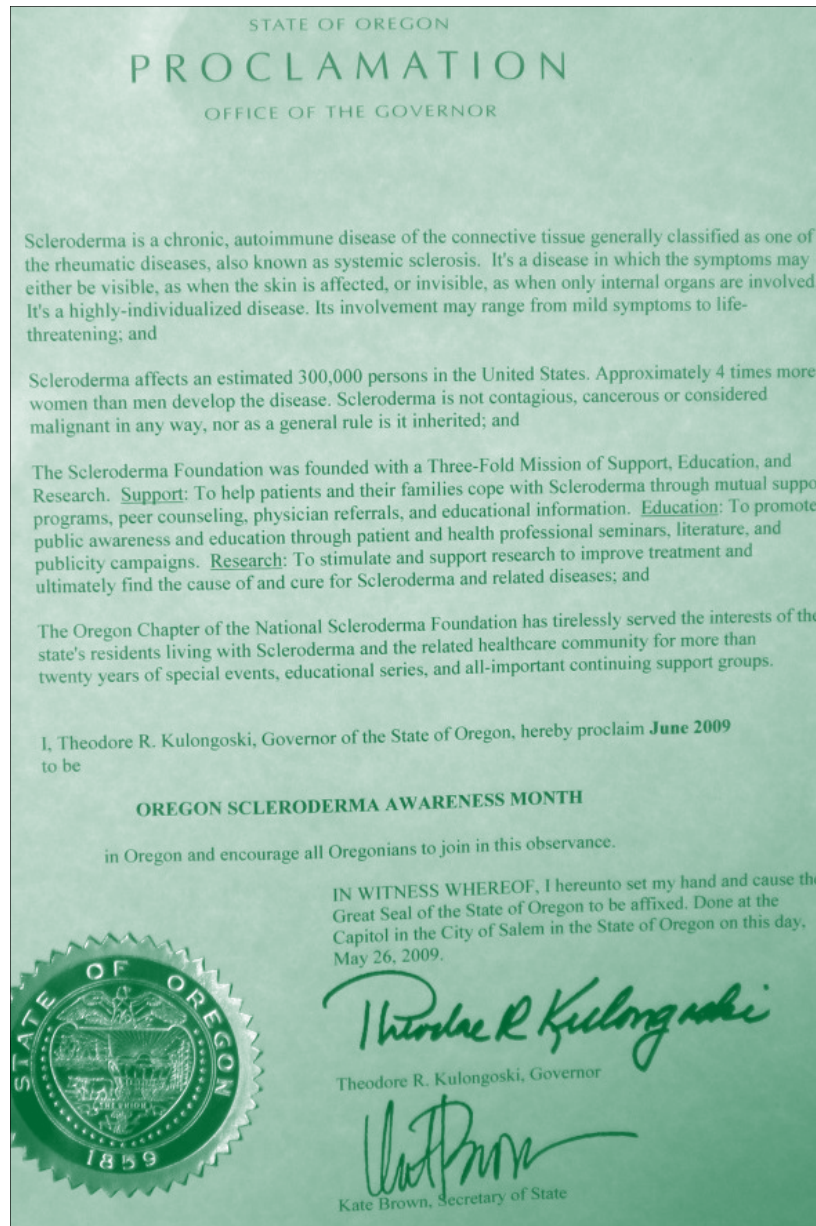 STATE OF OREGON
PROCLAMATION
OFFICE OF THE GOVERNOR
Scleroderma is a chronic, autoimmune disease of the connective tissue generally classified as one of
the rheumatic diseases, also known as systemic sclerosis. It's a disease in which the symptoms may
either be visible, as when the skin is affected, or invisible, as when only internal organs are involved
It's a highly-individualized disease. Its involvement may range from mild symptoms to life-
threatening; and
Scleroderma affects an estimated 300,000 persons in the United States. Approximately 4 times more
women than men develop the disease. Scleroderma is not contagious, cancerous or considered
malignant in any way, nor as a general rule is it inherited; and
The Scleroderma Foundation was founded with a Three-Fold Mission of Support, Education, and
Research. Support: To help patients and their families cope with Scleroderma through mutual suppo
programs, peer counseling, physician referrals, and educational information. Education: To promote
public awareness and education through patient and health professional seminars, literature, and
publicity campaigns. Research: To stimulate and support research to improve treatment and
ultimately find the cause of and cure for Scleroderma and related diseases; and
The Oregon Chapter of the National Scleroderma Foundation has tirelessly served the interests of the
state's residents living with Scleroderma and the related healthcare community for more than
twenty years of special events, educational series, and all-important continuing support groups.
I, Theodore R. Kulongoski, Governor of the State of Oregon, hereby proclaim June 2009
to be
OREGON SCLERODERMA AWARENESS MONTH
in Oregon and encourage all Oregonians to join in this observance.
IN WITNESS WHEREOF, I hereunto set my hand and cause the
Great Seal of the State of Oregon to be affixed. Done at the
Capitol in the City of Salem in the State of Oregon on this day,
May 26, 2009.
Theodore R Kulongoski
Theodore R. Kulongoski, Governor
Kate Brown
Kate Brown, Secretary of State
STATE OF OREGON
THE UNION
1859